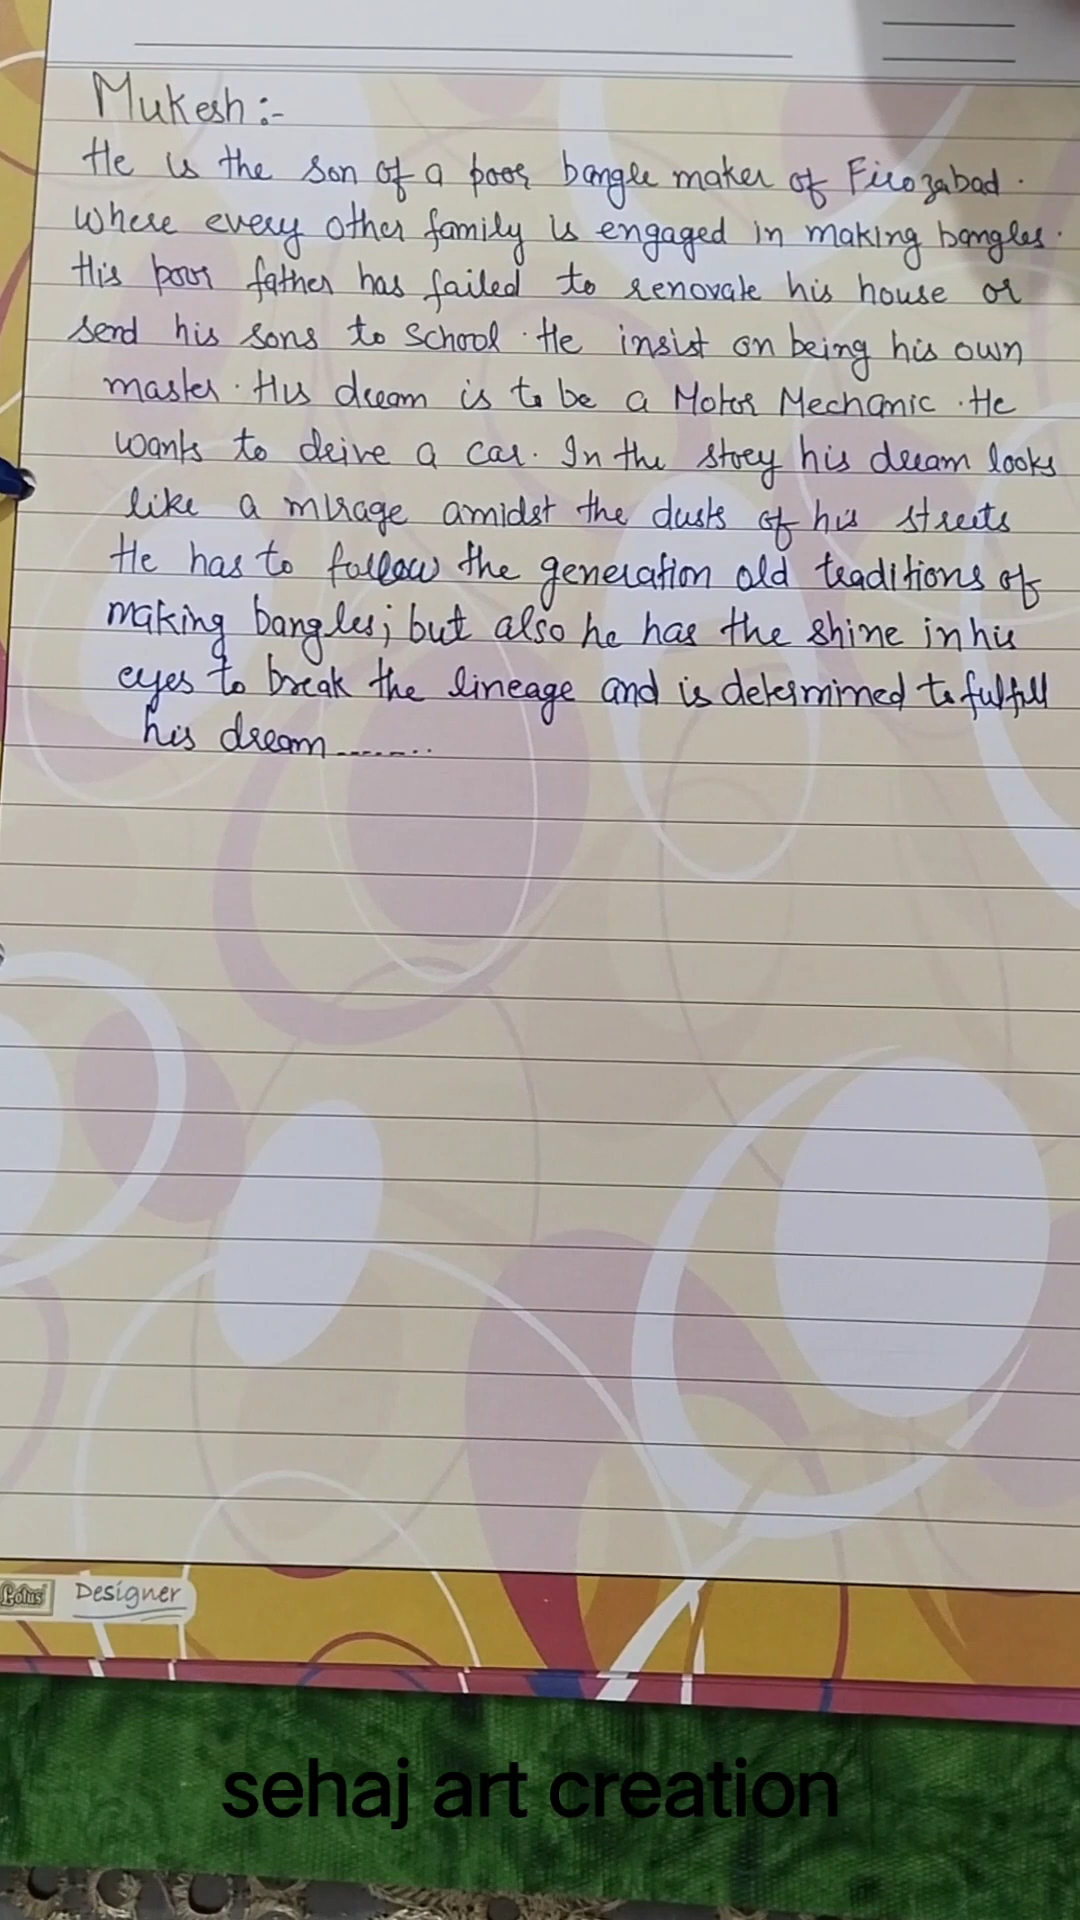 Mukesh :-
He is the son of a poor bangle maker of Firozabad.
Where every other family is engaged in making bangles.
His poor father has failed to renovate his house or
send his sons to school. He insist on being his own
master. His dream is to be a Motor Mechanic. He
wants to drive a car. In the story his dream looks
like a mirage amidst the dusts of his streets
He has to follow the generation old traditions of
making bangles; but also he has the shine in his
eyes to break the lineage and is determined to fulfill
his dream........
Lotus Designer
sehaj art creation